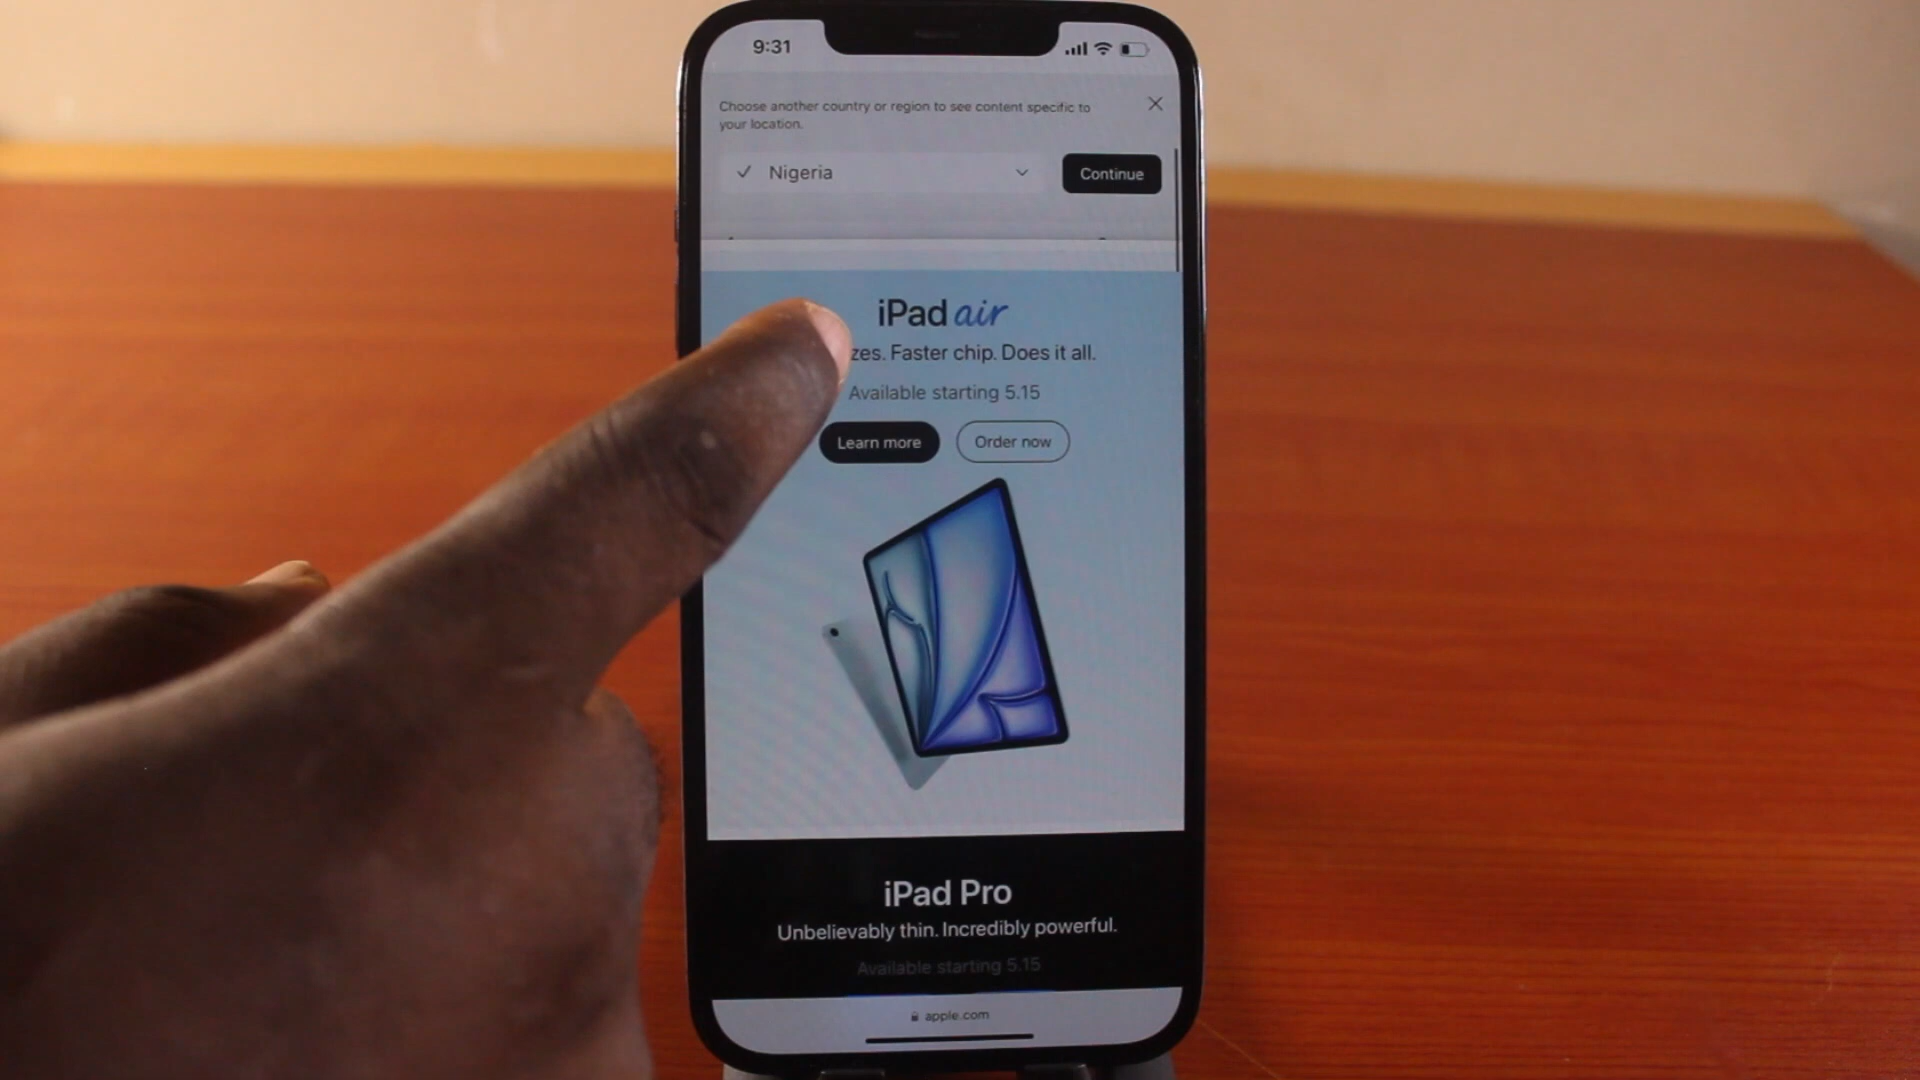 9:31
Choose another country or region to see content specific to
your location.
Nigeria
Continue
iPad air
zes. Faster chip. Does it all.
Available starting 5.15
Learn more
Order now
iPad Pro
Unbelievably thin. Incredibly powerful.
Available starting 5.15
apple.com